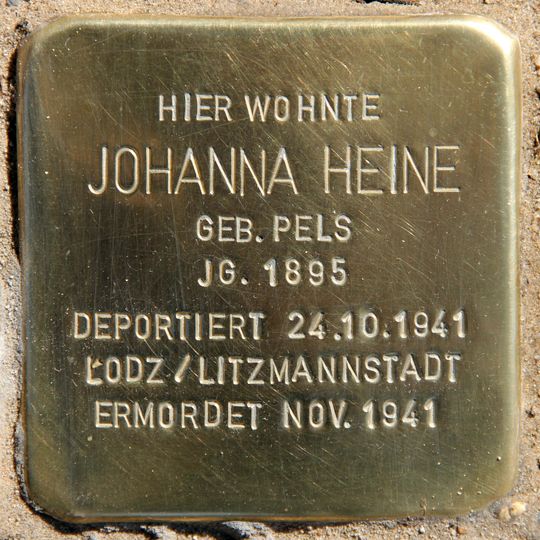 HIER WOHNTE
JOHANNA HEINE
GEB. PELS
JG. 1895
DEPORTIERT 24.10.1941
ŁODZ / LITZMANNSTADT
ERMORDET NOV. 1941